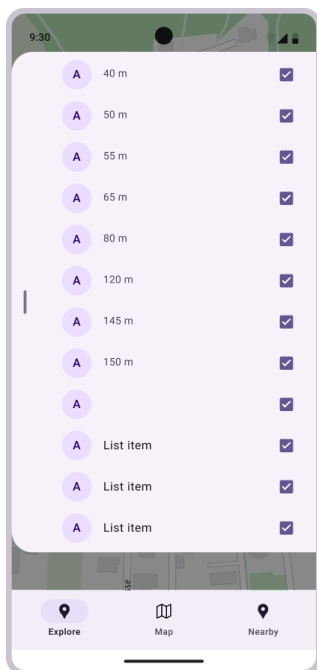 9:30
A 40 m
A 50 m
A 55 m
A 65 m
A 80 m
A 120 m
A 145 m
A 150 m
A
A List item
A List item
A List item
sse
Explore Map Nearby